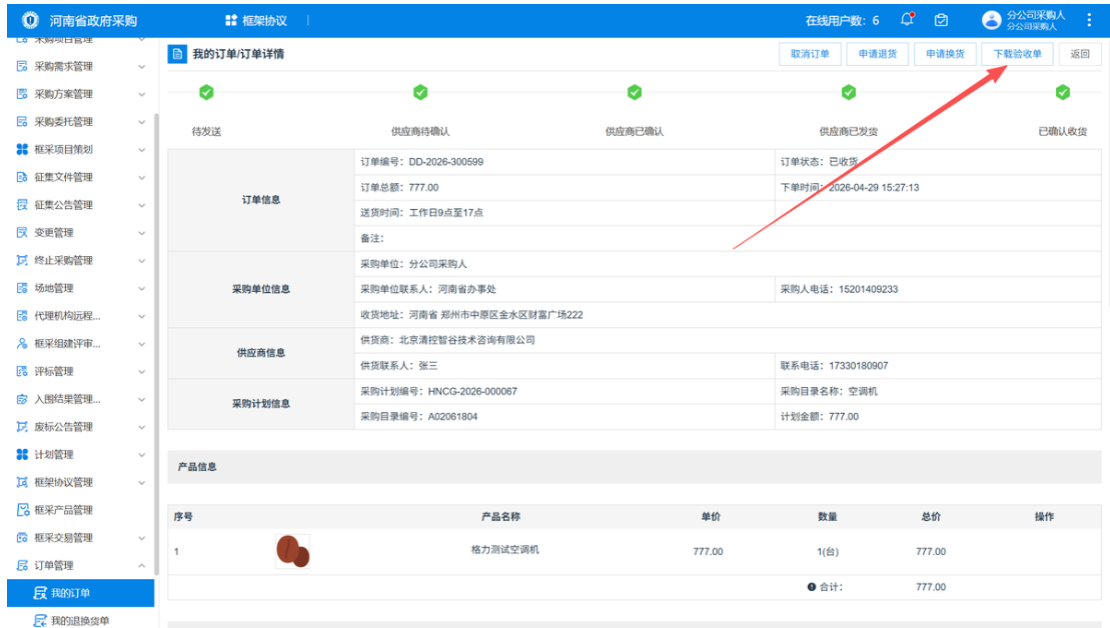 河南省政府采购
框架协议
在线用户数：6
分公司采购人
分公司采购人
采购项目管理
采购需求管理
采购方案管理
采购委托管理
框采项目策划
征集文件管理
征集公告管理
变更管理
终止采购管理
场地管理
代理机构远程...
框采组建评审...
评标管理
入围结果管理...
废标公告管理
计划管理
框架协议管理
框采产品管理
框采交易管理
订单管理
我的订单
我的退换货单
我的订单/订单详情
取消订单 申请退货 申请换货 下载验收单 返回
待发送 供应商待确认 供应商已确认 供应商已发货 已确认收货
订单信息
订单编号：DD-2026-300599 订单状态：已收货
订单总额：777.00 下单时间：2026-04-29 15:27:13
送货时间：工作日9点至17点
备注：
采购单位信息
采购单位：分公司采购人
采购单位联系人：河南省办事处 采购人电话：15201409233
收货地址：河南省 郑州市中原区金水区财富广场222
供应商信息
供货商：北京清控智谷技术咨询有限公司
供货联系人：张三 联系电话：17330180907
采购计划信息
采购计划编号：HNCG-2026-000067 采购目录名称：空调机
采购目录编号：A02061804 计划金额：777.00
产品信息
序号 产品名称 单价 数量 总价 操作
1 格力测试空调机 777.00 1(台) 777.00
合计： 777.00